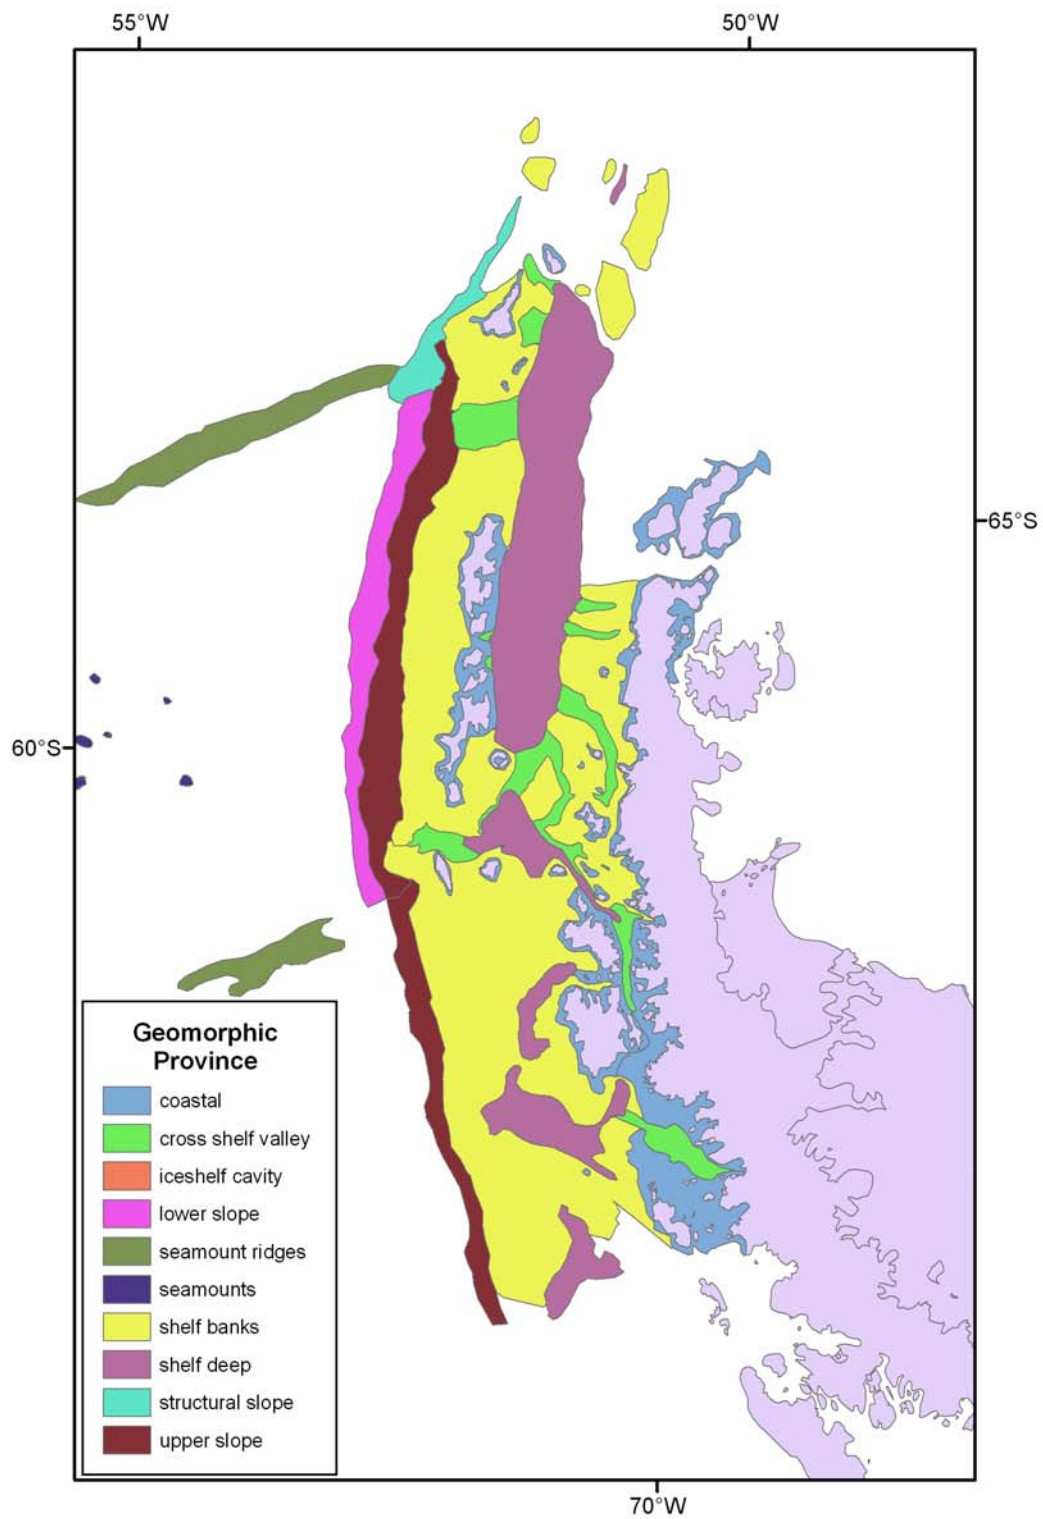 55°W
50°W
65°S
60°S
Geomorphic
Province
coastal
cross shelf valley
iceshelf cavity
lower slope
seamount ridges
seamounts
shelf banks
shelf deep
structural slope
upper slope
70°W